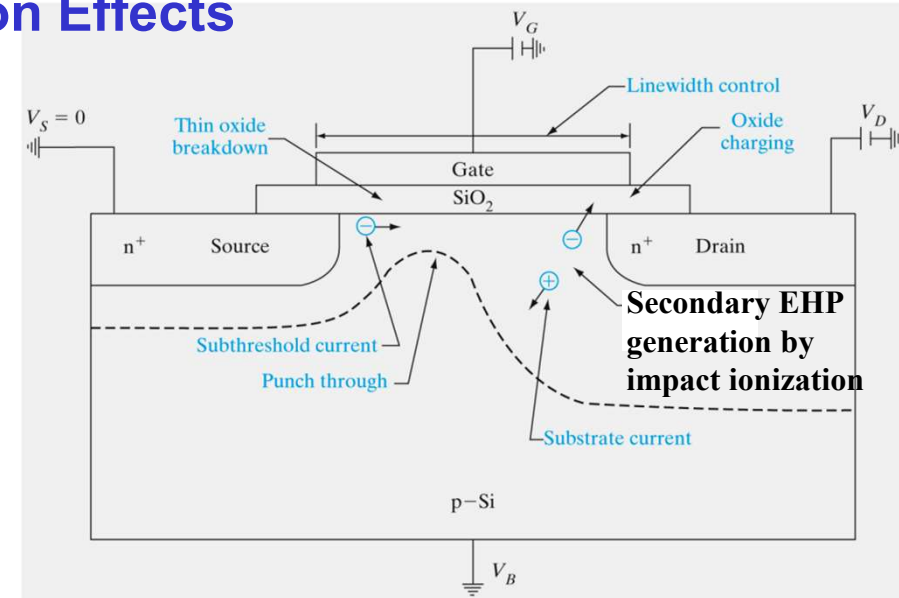 on Effects
V_G
Linewidth control
V_S = 0
Thin oxide
breakdown
Oxide
charging
V_D
Gate
SiO₂
n⁺
Source
n⁺
Drain
Secondary EHP
generation by
impact ionization
Subthreshold current
Punch through
Substrate current
p–Si
V_B